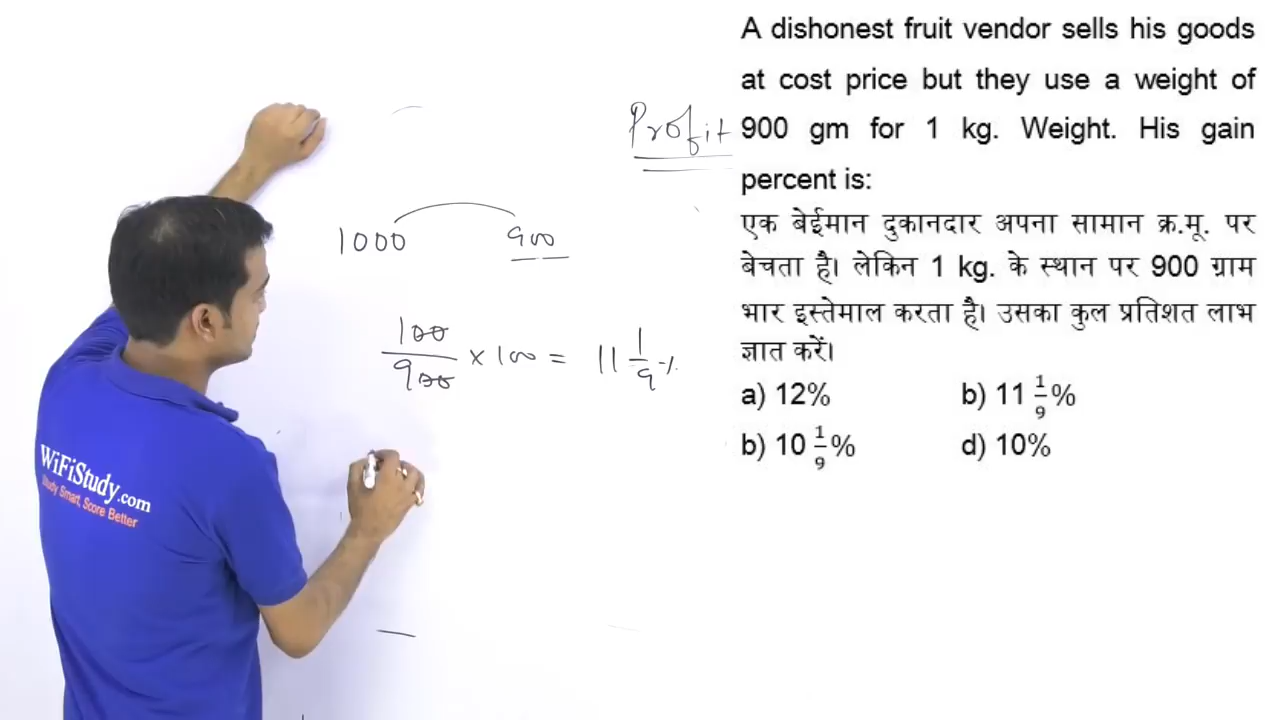 Profit
1000 900
100/900 × 100 = 11 1/9 %
WiFiStudy.com
Study Smart, Score Better
A dishonest fruit vendor sells his goods
at cost price but they use a weight of
900 gm for 1 kg. Weight. His gain
percent is:
एक बेईमान दुकानदार अपना सामान क्र.मू. पर
बेचता है। लेकिन 1 kg. के स्थान पर 900 ग्राम
भार इस्तेमाल करता है। उसका कुल प्रतिशत लाभ
ज्ञात करें।
a) 12% b) 11 1/9%
b) 10 1/9% d) 10%